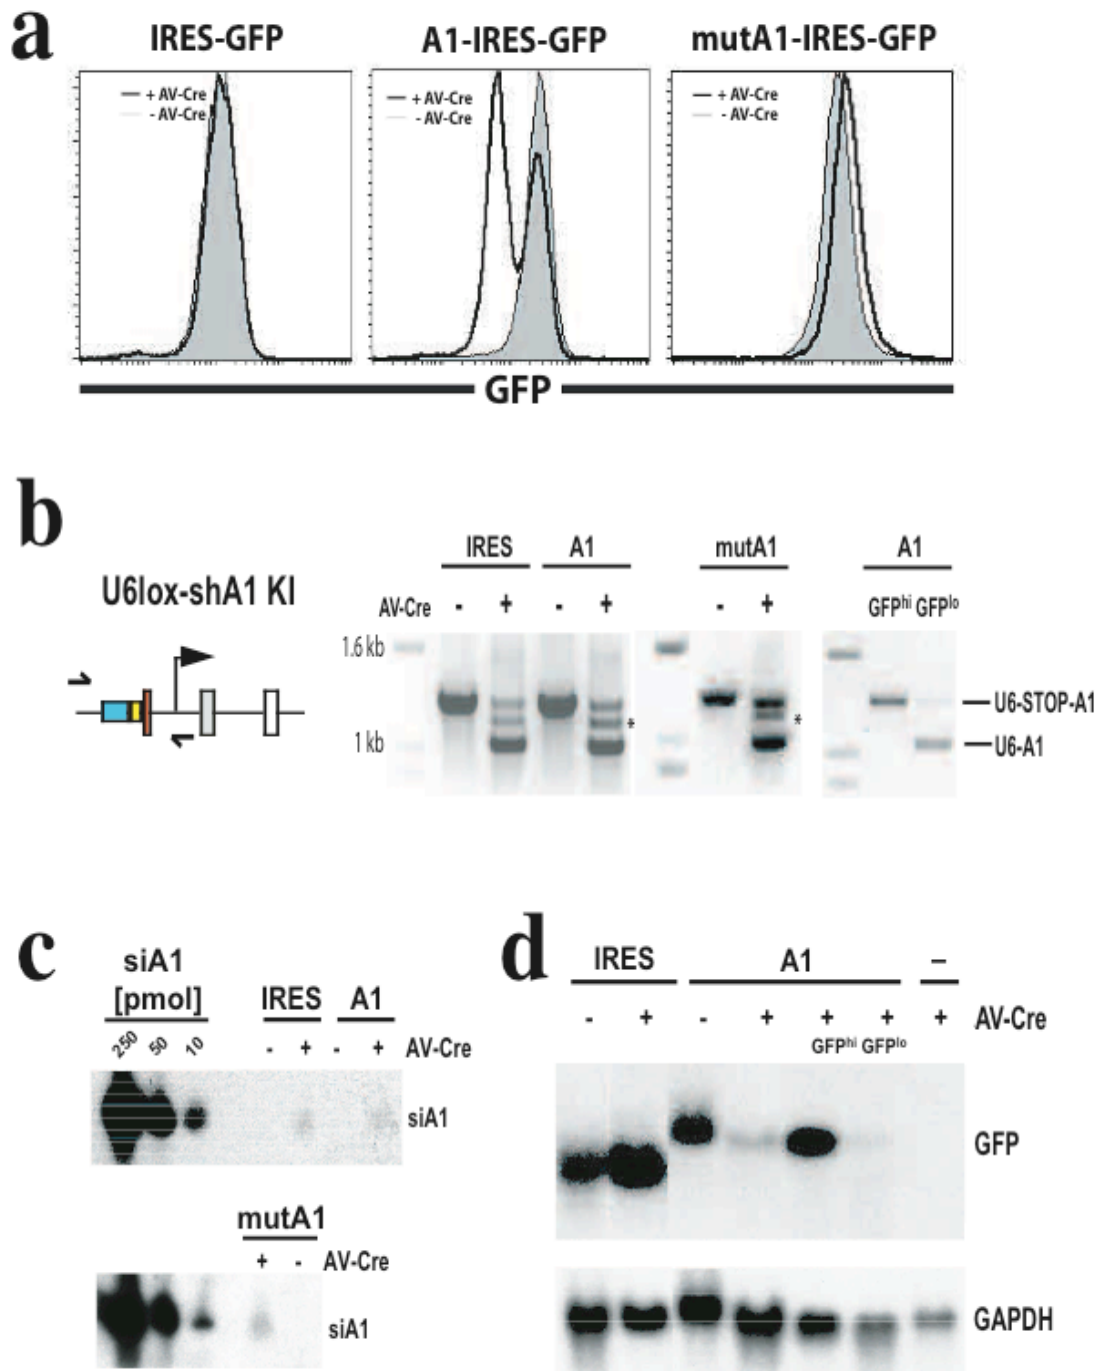 a
IRES-GFP A1-IRES-GFP mutA1-IRES-GFP
+ AV-Cre + AV-Cre + AV-Cre
- AV-Cre - AV-Cre - AV-Cre
GFP
b
IRES A1 mutA1 A1
U6lox-shA1 KI
AV-Cre - + - + - + GFPhi GFPlo
1.6 kb
* * U6-STOP-A1
1 kb U6-A1
c
siA1
[pmol] IRES A1
250 50 10 - + - + AV-Cre
siA1
mutA1
+ - AV-Cre
siA1
d
IRES A1 –
- + - + + + + AV-Cre
GFPhi GFPlo
GFP
GAPDH